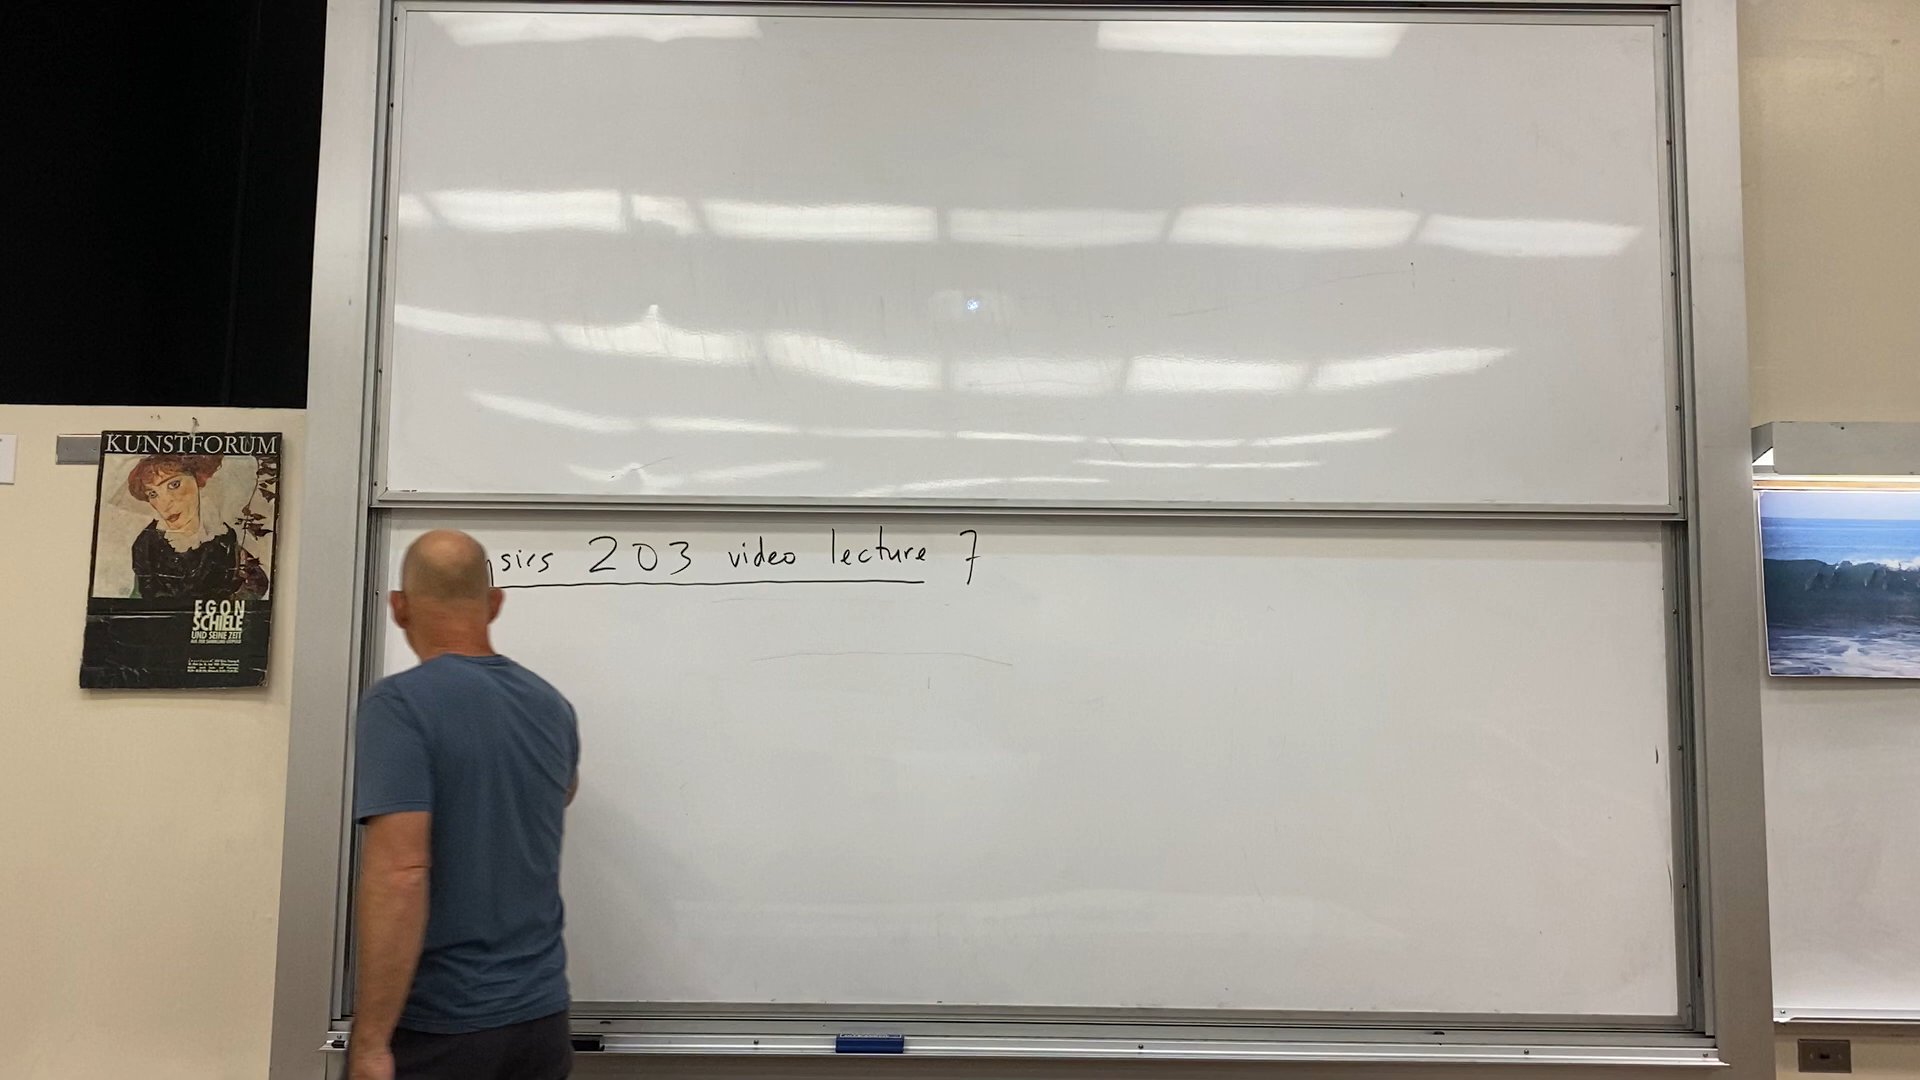 KUNSTFORUM
EGON
SCHIELE
UND SEINE ZEIT
sics 203 video lecture 7